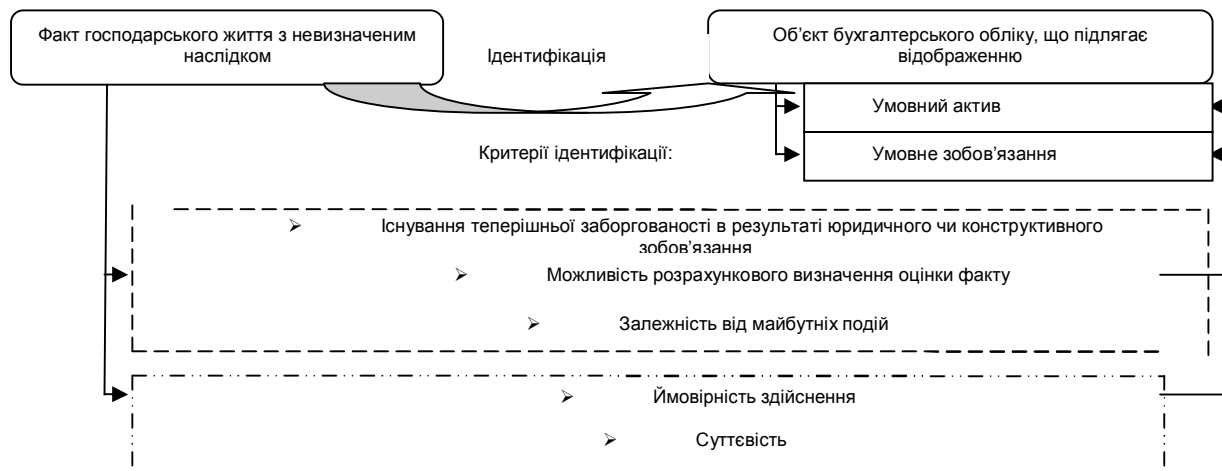 Факт господарського життя з невизначеним
наслідком
Ідентифікація
Об’єкт бухгалтерського обліку, що підлягає
відображенню
Умовний актив
Умовне зобов’язання
Критерії ідентифікації:
➢ Існування теперішньої заборгованості в результаті юридичного чи конструктивного
зобов’язання
➢ Можливість розрахункового визначення оцінки факту
➢ Залежність від майбутніх подій
➢ Ймовірність здійснення
➢ Суттєвість